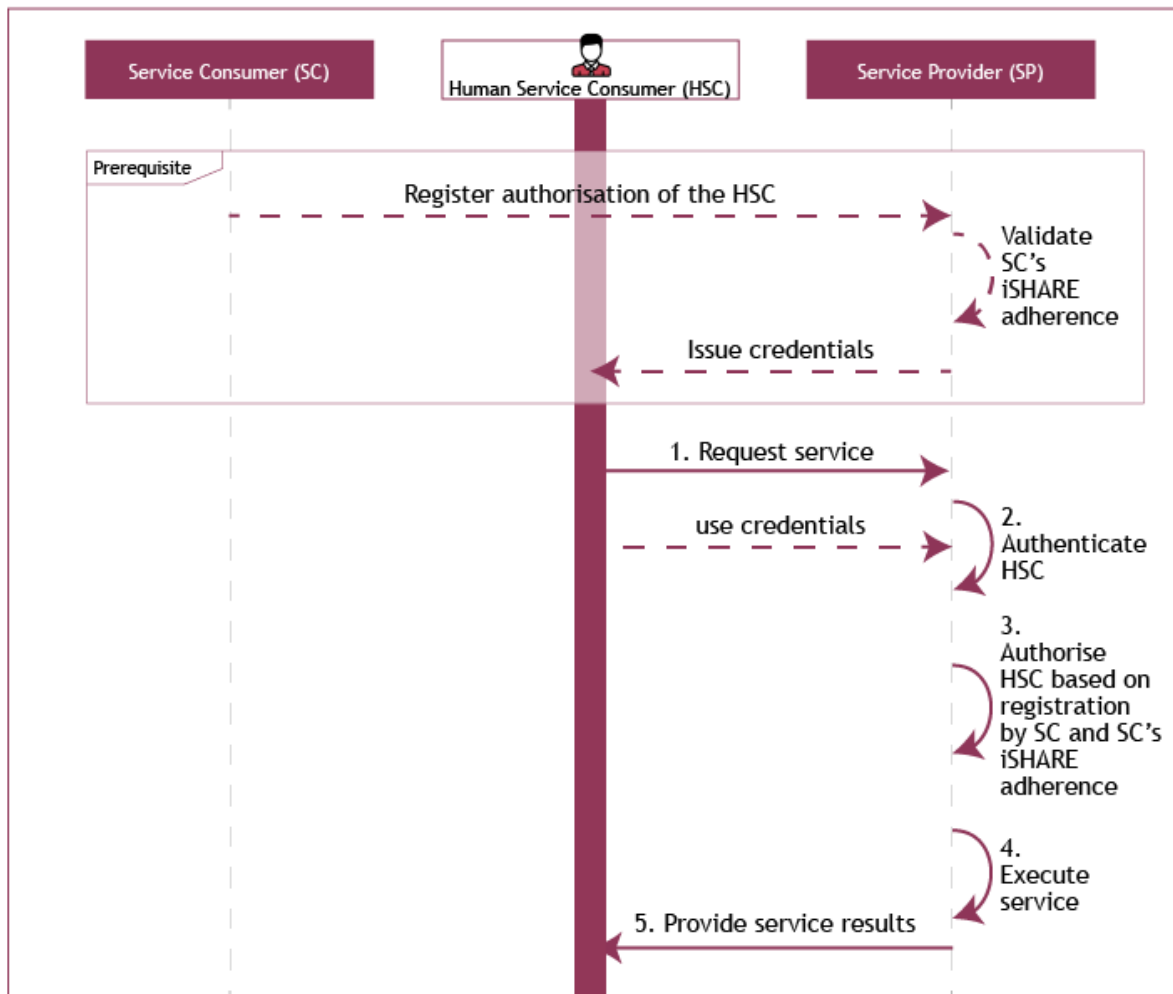 Service Consumer (SC)
Human Service Consumer (HSC)
Service Provider (SP)
Prerequisite
Register authorisation of the HSC
Validate
SC's
iSHARE
adherence
Issue credentials
1. Request service
use credentials
2.
Authenticate
HSC
3.
Authorise
HSC based on
registration
by SC and SC's
iSHARE
adherence
4.
Execute
service
5. Provide service results